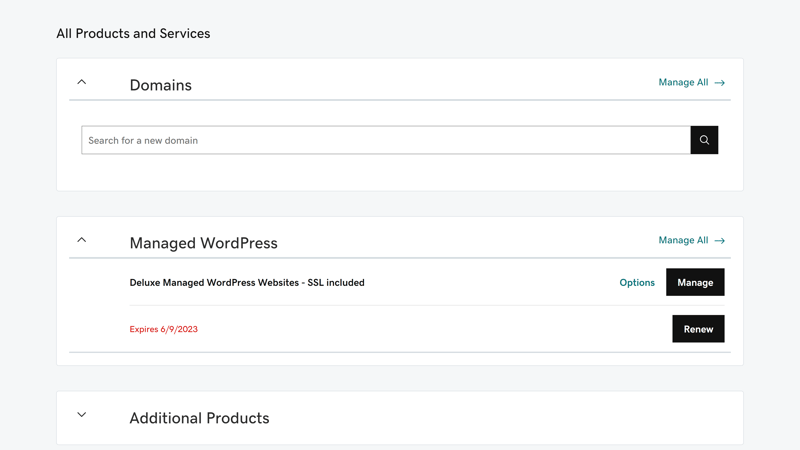 All Products and Services
Domains
Manage All →
Search for a new domain
Managed WordPress
Manage All →
Deluxe Managed WordPress Websites - SSL included
Options
Manage
Expires 6/9/2023
Renew
Additional Products